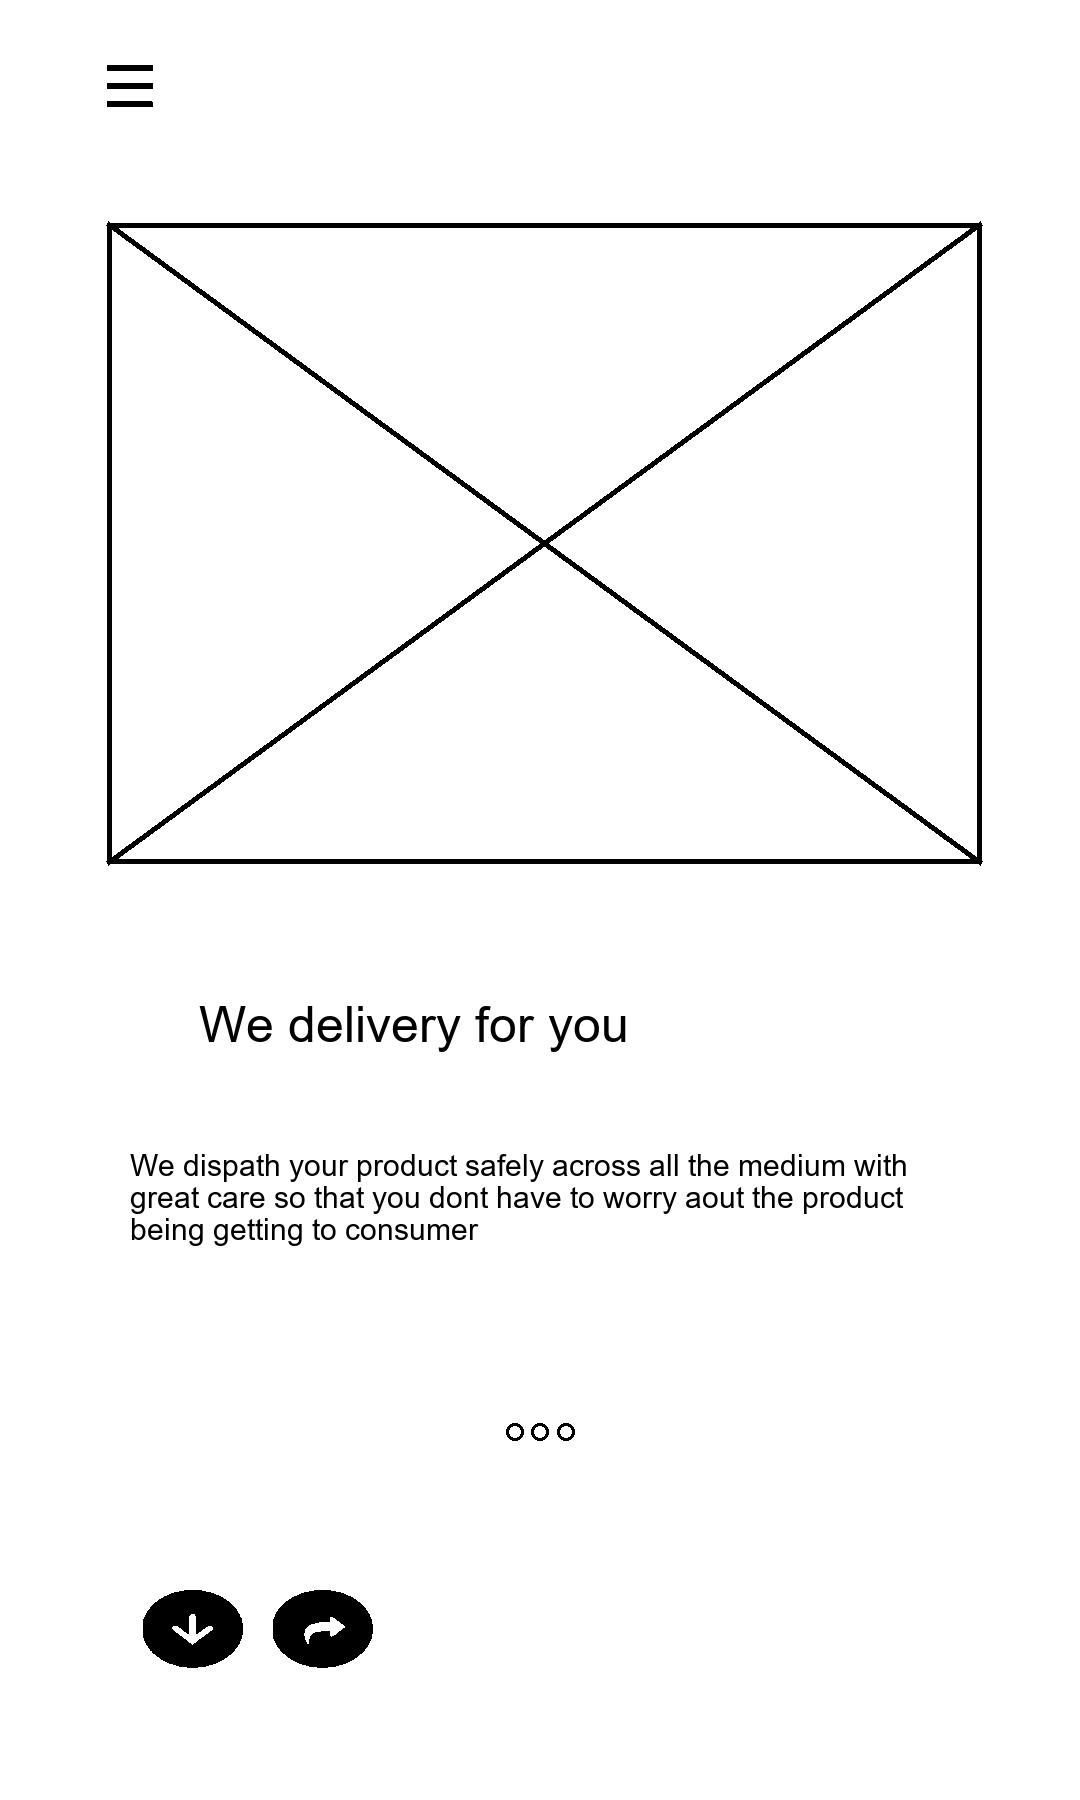 We delivery for you
We dispath your product safely across all the medium with
great care so that you dont have to worry aout the product
being getting to consumer